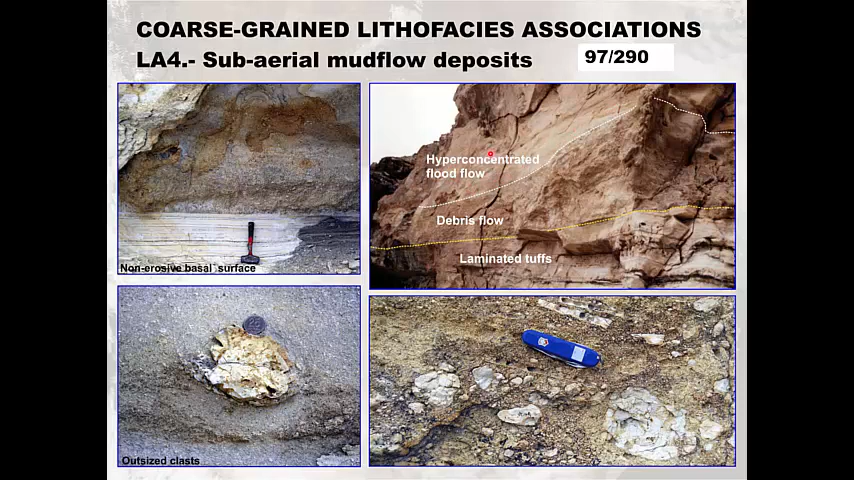 COARSE-GRAINED LITHOFACIES ASSOCIATIONS
LA4.- Sub-aerial mudflow deposits
97/290
Non-erosive basal surface
Hyperconcentrated
flood flow
Debris flow
Laminated tuffs
Outsized clasts